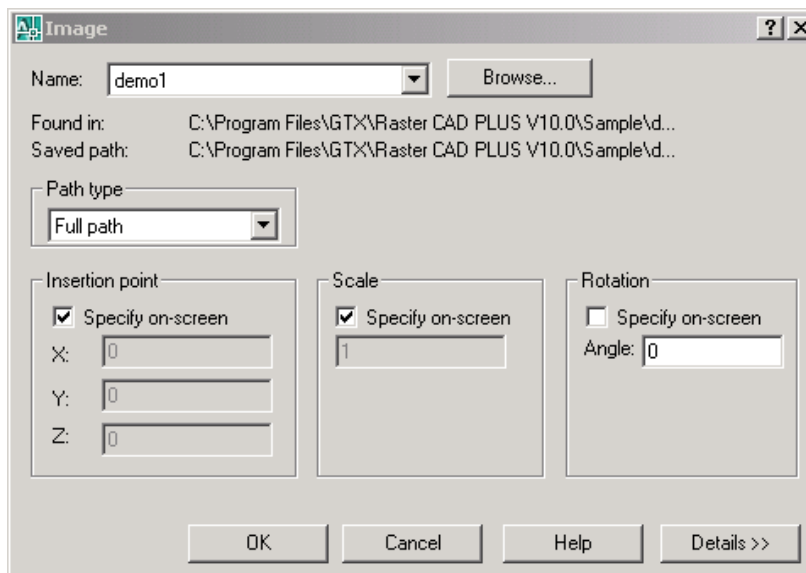 Image
Name: demo1 Browse...
Found in: C:\Program Files\GTX\Raster CAD PLUS V10.0\Sample\d...
Saved path: C:\Program Files\GTX\Raster CAD PLUS V10.0\Sample\d...
Path type
Full path
Insertion point
Specify on-screen
X: 0
Y: 0
Z: 0
Scale
Specify on-screen
1
Rotation
Specify on-screen
Angle: 0
OK Cancel Help Details >>